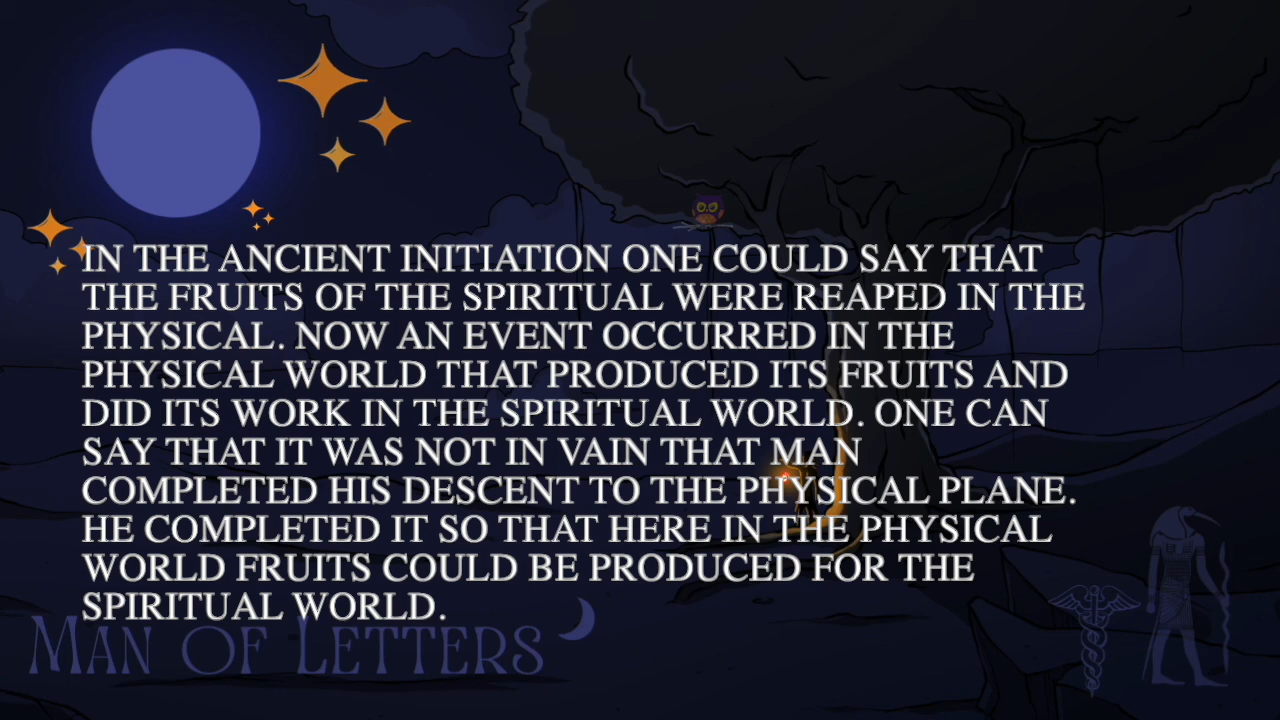 IN THE ANCIENT INITIATION ONE COULD SAY THAT
THE FRUITS OF THE SPIRITUAL WERE REAPED IN THE
PHYSICAL. NOW AN EVENT OCCURRED IN THE
PHYSICAL WORLD THAT PRODUCED ITS FRUITS AND
DID ITS WORK IN THE SPIRITUAL WORLD. ONE CAN
SAY THAT IT WAS NOT IN VAIN THAT MAN
COMPLETED HIS DESCENT TO THE PHYSICAL PLANE.
HE COMPLETED IT SO THAT HERE IN THE PHYSICAL
WORLD FRUITS COULD BE PRODUCED FOR THE
SPIRITUAL WORLD.
MAN OF LETTERS